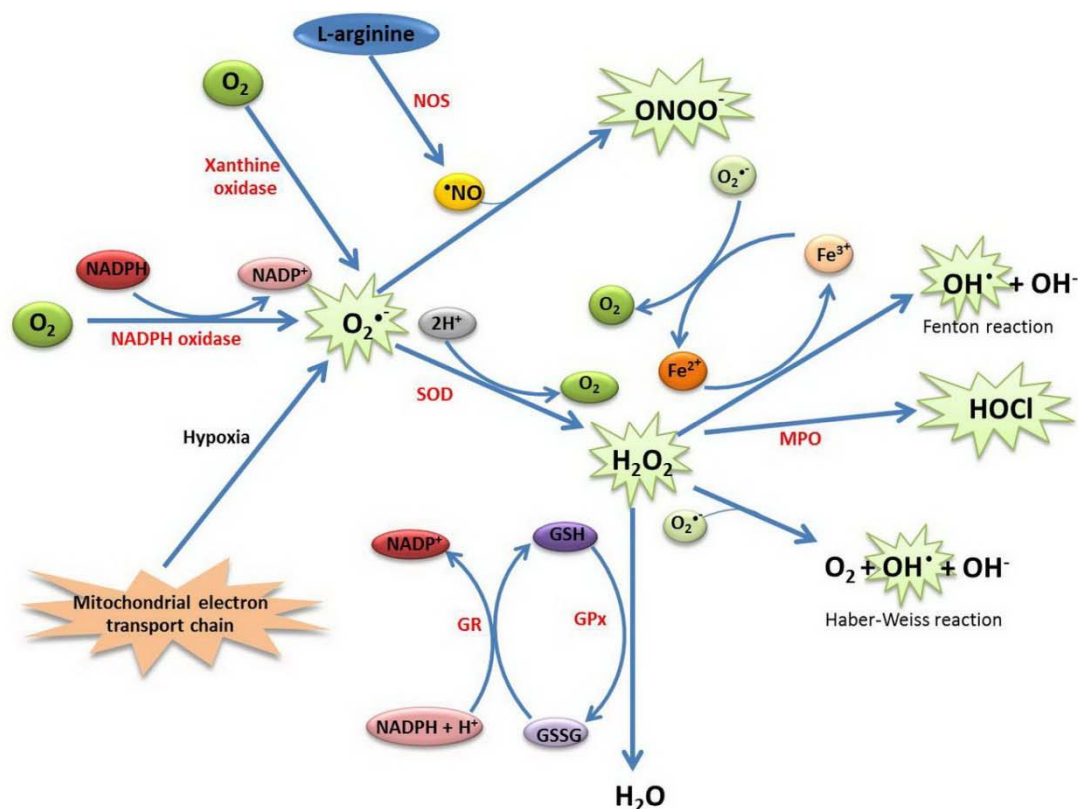 L-arginine
O₂
NOS
ONOO⁻
Xanthine
oxidase
•NO
O₂•⁻
NADPH
NADP⁺
Fe³⁺
O₂
NADPH oxidase
O₂•⁻
2H⁺
O₂
OH• + OH⁻
Fenton reaction
Fe²⁺
SOD
O₂
HOCl
MPO
Hypoxia
H₂O₂
O₂•⁻
NADP⁺
GSH
O₂ + OH• + OH⁻
Haber-Weiss reaction
Mitochondrial electron
transport chain
GR
GPx
NADPH + H⁺
GSSG
H₂O